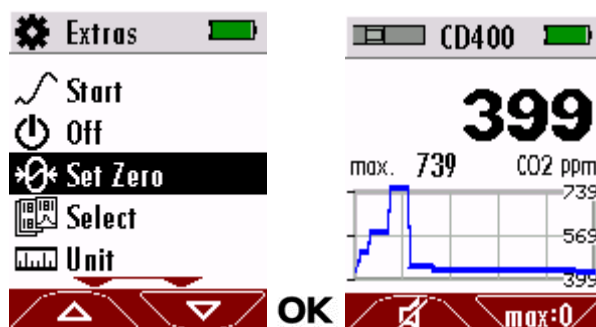 Extras
Start
Off
Set Zero
Select
Unit
OK
CD400
399
max. 739 CO2 ppm
739
569
399
max:0